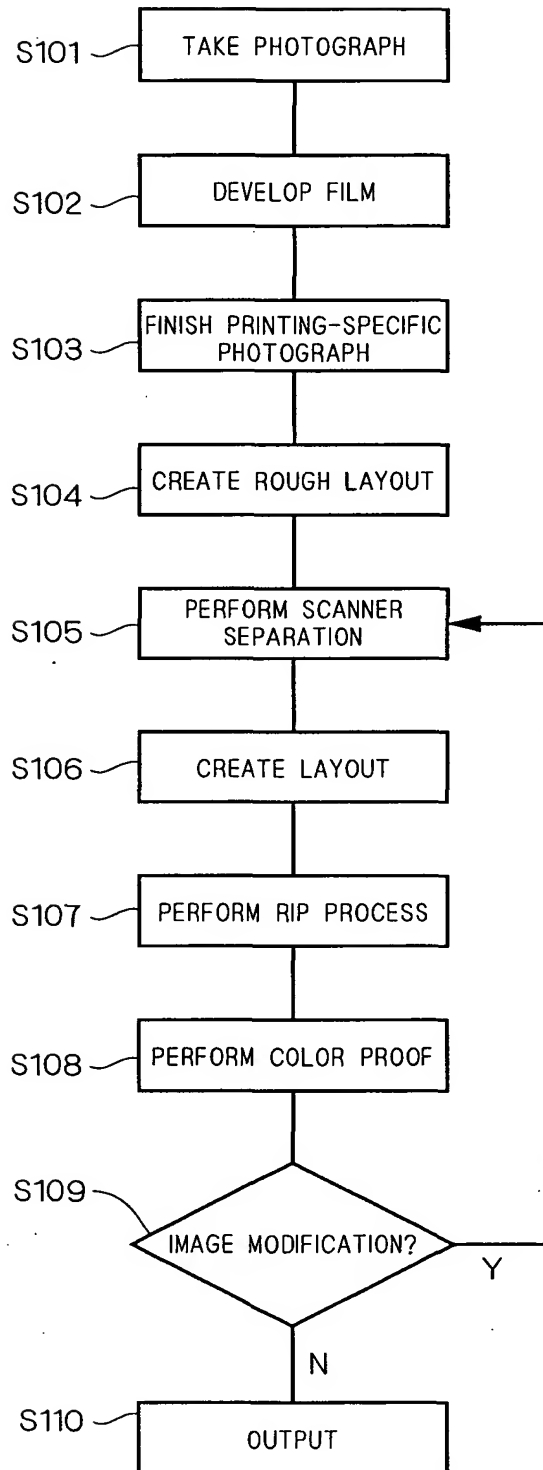 S101
TAKE PHOTOGRAPH
S102
DEVELOP FILM
S103
FINISH PRINTING-SPECIFIC
PHOTOGRAPH
S104
CREATE ROUGH LAYOUT
S105
PERFORM SCANNER
SEPARATION
S106
CREATE LAYOUT
S107
PERFORM RIP PROCESS
S108
PERFORM COLOR PROOF
S109
IMAGE MODIFICATION?
Y
N
S110
OUTPUT